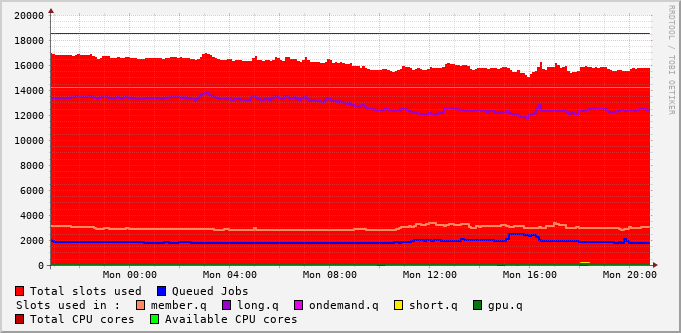 20000
18000
16000
14000
12000
10000
8000
6000
4000
2000
0
Mon 00:00 Mon 04:00 Mon 08:00 Mon 12:00 Mon 16:00 Mon 20:00
Total slots used Queued Jobs
Slots used in : member.q long.q ondemand.q short.q gpu.q
Total CPU cores Available CPU cores
RRDTOOL / TOBI OETIKER